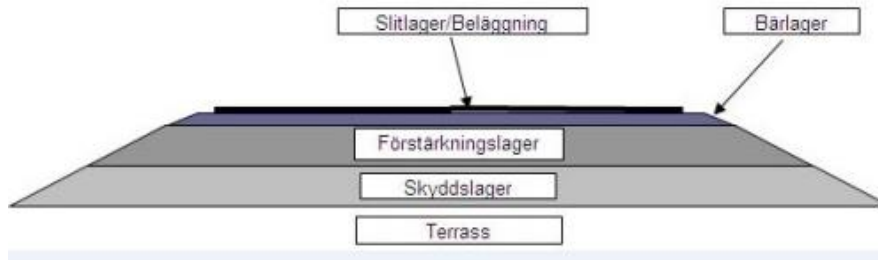 Slitlager/Beläggning
Bärlager
Förstärkningslager
Skyddslager
Terrass